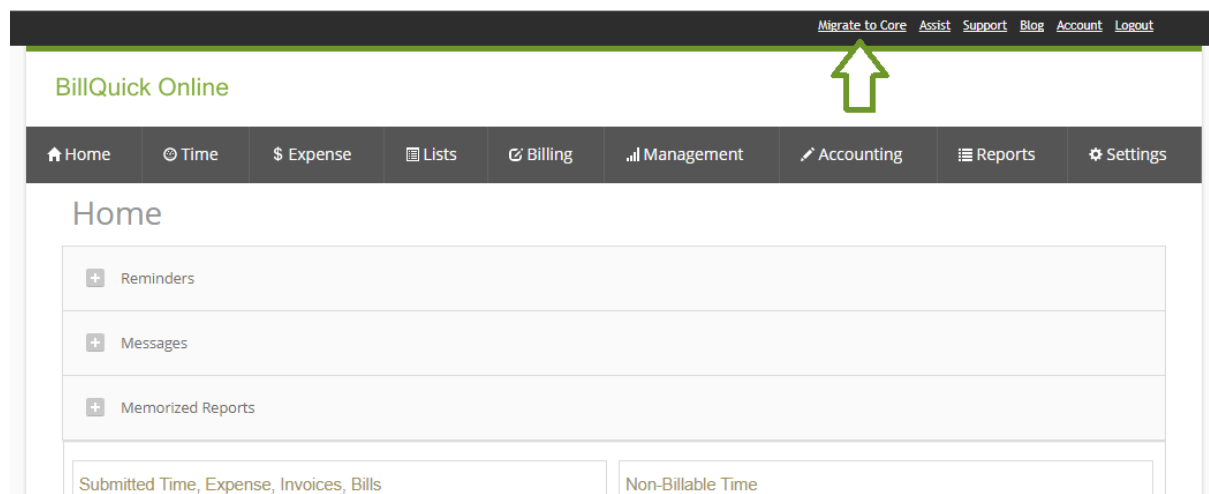 Migrate to Core Assist Support Blog Account Logout
BillQuick Online
Home Time $ Expense Lists Billing Management Accounting Reports Settings
Home
Reminders
Messages
Memorized Reports
Submitted Time, Expense, Invoices, Bills Non-Billable Time